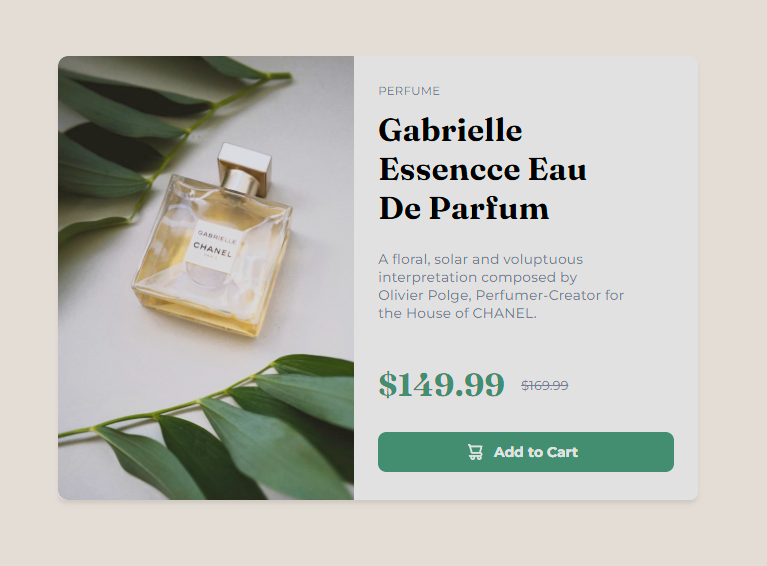 PERFUME
Gabrielle
Essencce Eau
De Parfum
GABRIELLE
CHANEL
A floral, solar and voluptuous
interpretation composed by
Olivier Polge, Perfumer-Creator for
the House of CHANEL.
$149.99 $169.99
Add to Cart